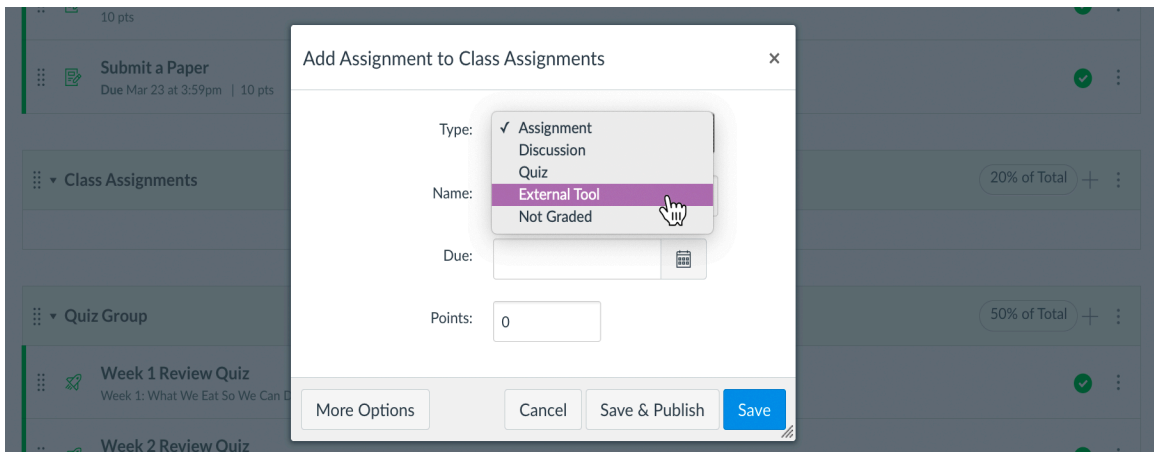 10 pts
Submit a Paper
Due Mar 23 at 3:59pm | 10 pts
Class Assignments
20% of Total
Quiz Group
50% of Total
Week 1 Review Quiz
Week 1: What We Eat So We Can D
Week 2 Review Quiz
Add Assignment to Class Assignments
Type:
✓ Assignment
Discussion
Quiz
External Tool
Not Graded
Name:
Due:
Points:
0
More Options
Cancel
Save & Publish
Save